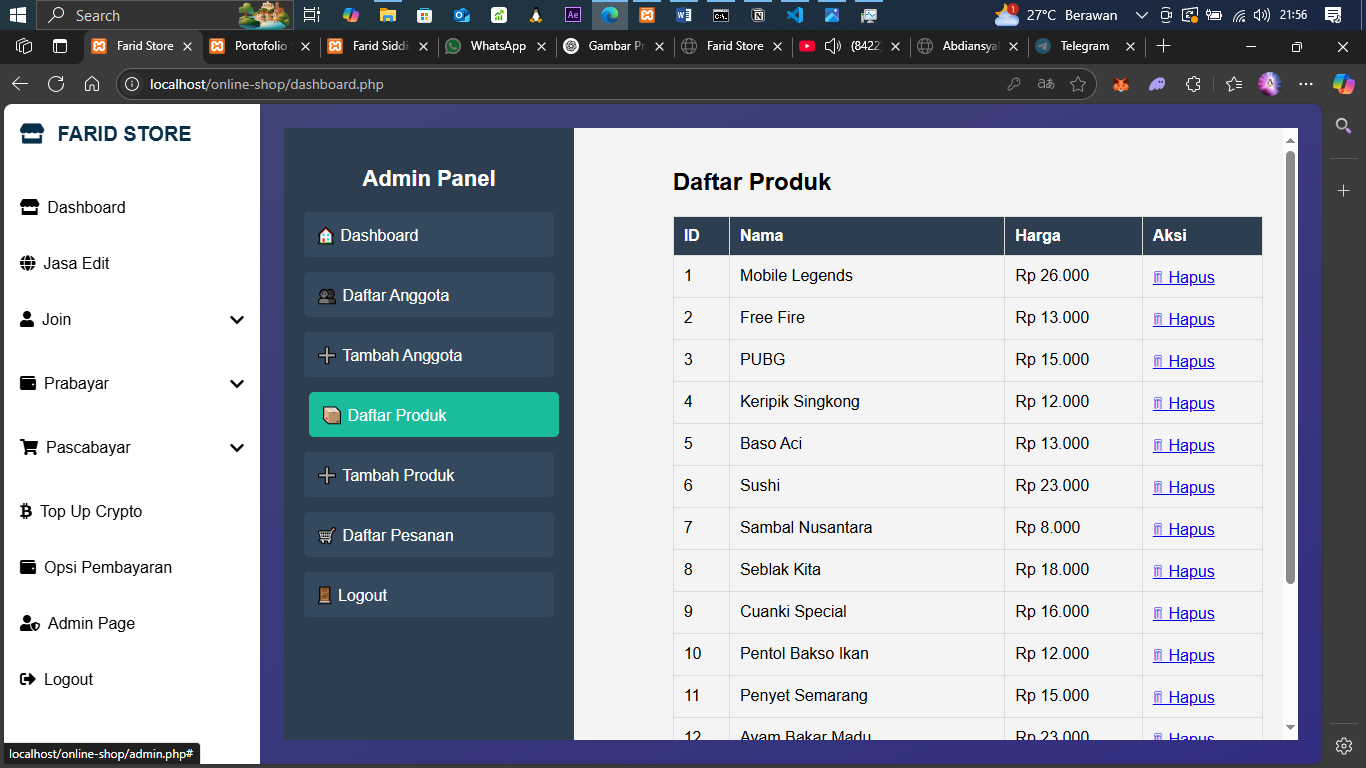 Search
27°C Berawan
21:56
Farid Store
Portofolio
Farid Siddi
WhatsApp
Gambar Pr
Farid Store
(8422)
Abdiansya
Telegram
localhost/online-shop/dashboard.php
FARID STORE
Dashboard
Jasa Edit
Join
Prabayar
Pascabayar
Top Up Crypto
Opsi Pembayaran
Admin Page
Logout
localhost/online-shop/admin.php#
Admin Panel
Dashboard
Daftar Anggota
Tambah Anggota
Daftar Produk
Tambah Produk
Daftar Pesanan
Logout
Daftar Produk
ID Nama Harga Aksi
1 Mobile Legends Rp 26.000 Hapus
2 Free Fire Rp 13.000 Hapus
3 PUBG Rp 15.000 Hapus
4 Keripik Singkong Rp 12.000 Hapus
5 Baso Aci Rp 13.000 Hapus
6 Sushi Rp 23.000 Hapus
7 Sambal Nusantara Rp 8.000 Hapus
8 Seblak Kita Rp 18.000 Hapus
9 Cuanki Special Rp 16.000 Hapus
10 Pentol Bakso Ikan Rp 12.000 Hapus
11 Penyet Semarang Rp 15.000 Hapus
12 Ayam Bakar Madu Rp 23.000 Hapus